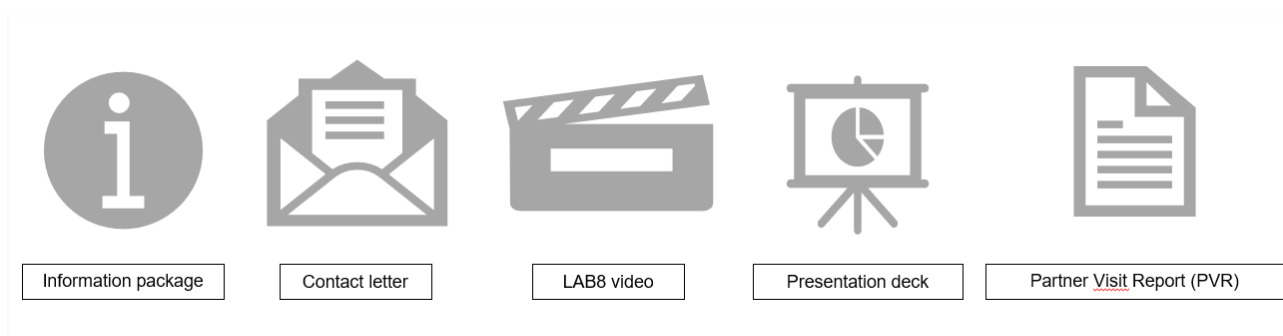 Information package
Contact letter
LAB8 video
Presentation deck
Partner Visit Report (PVR)